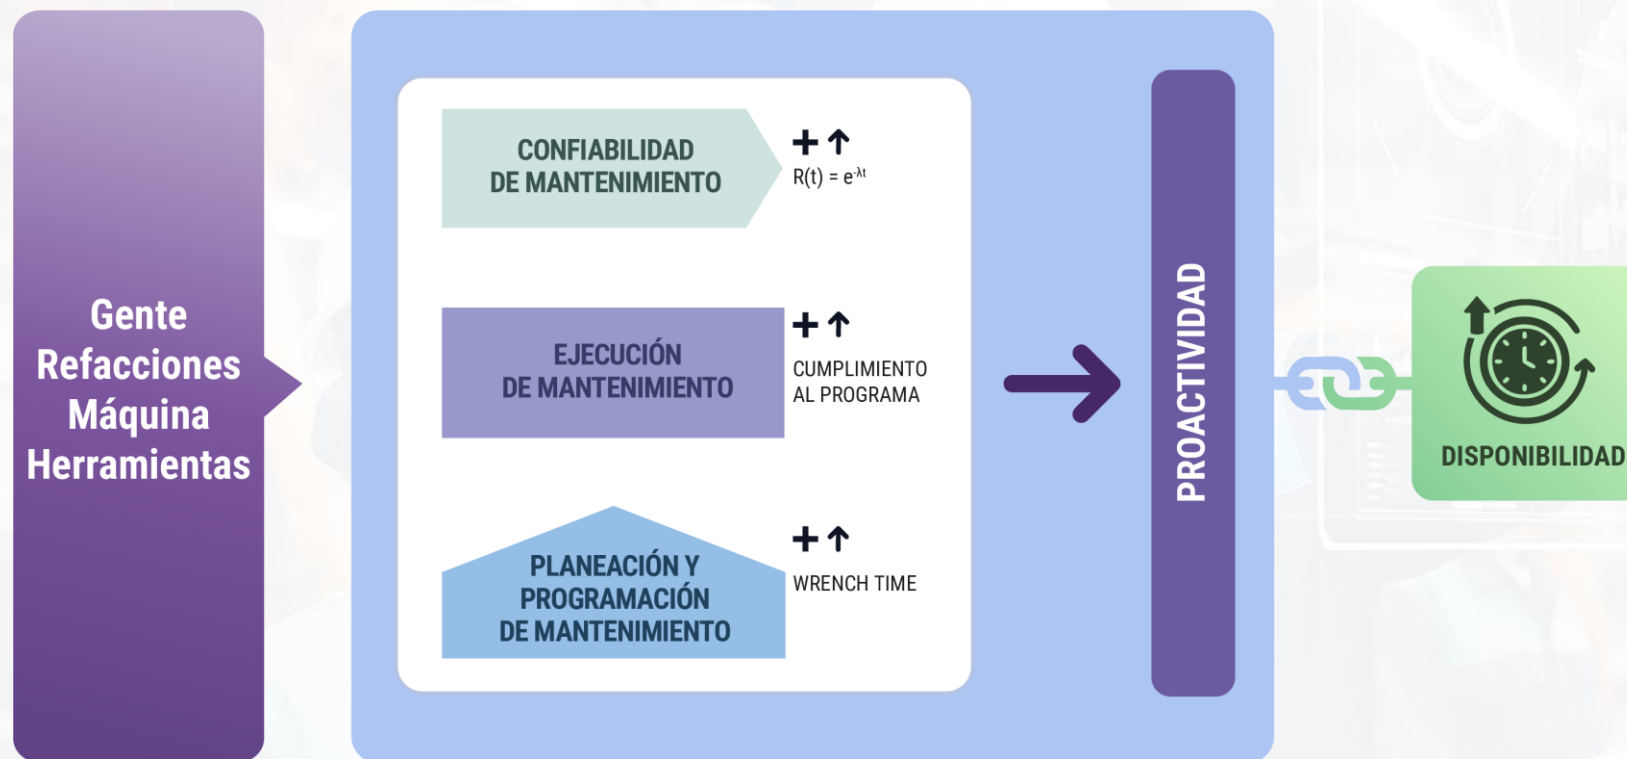 Gente
Refacciones
Máquina
Herramientas
CONFIABILIDAD
DE MANTENIMIENTO
+ ↑
R(t) = e^-λt
EJECUCIÓN
DE MANTENIMIENTO
+ ↑
CUMPLIMIENTO
AL PROGRAMA
PLANEACIÓN Y
PROGRAMACIÓN
DE MANTENIMIENTO
+ ↑
WRENCH TIME
PROACTIVIDAD
DISPONIBILIDAD